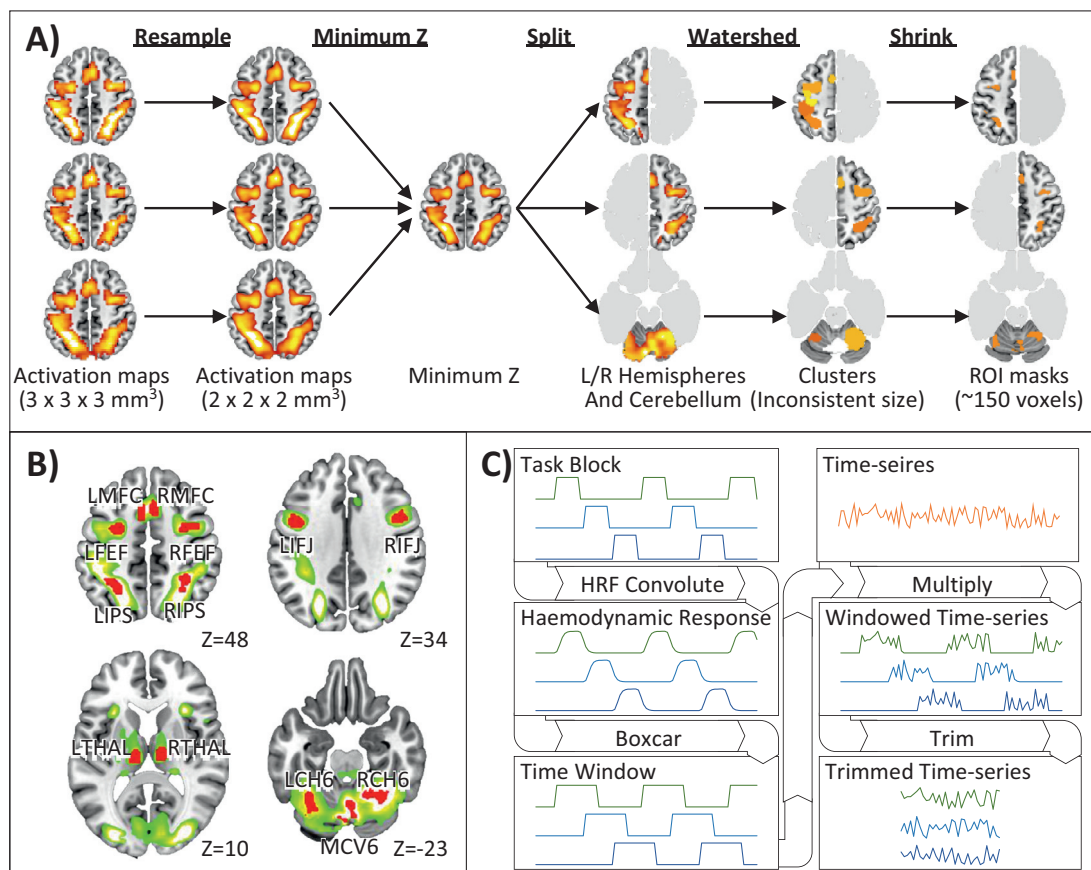 A)
Resample
Minimum Z
Split
Watershed
Shrink
Activation maps
(3 x 3 x 3 mm³)
Activation maps
(2 x 2 x 2 mm³)
Minimum Z
L/R Hemispheres
And Cerebellum
Clusters
(Inconsistent size)
ROI masks
(~150 voxels)
B)
LMFC RMFC
LFEF RFEF
LIPS RIPS
Z=48
LIFJ RIFJ
Z=34
LTHAL RTHAL
Z=10
LCH6 RCH6
MCV6
Z=-23
C)
Task Block
HRF Convolute
Haemodynamic Response
Boxcar
Time Window
Time-seires
Multiply
Windowed Time-series
Trim
Trimmed Time-series